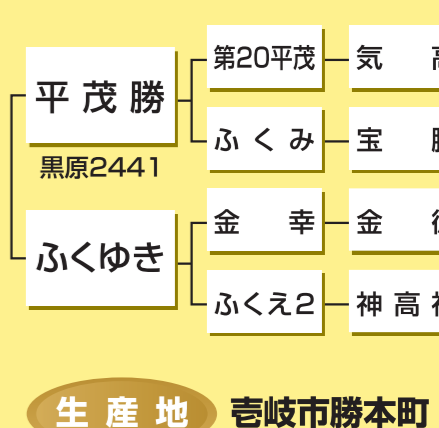 第20平茂
気
平茂勝
ふくみ
宝
黒原2441
金幸
金
ふくゆき
ふくえ2
神高
生産地 壱岐市勝本町